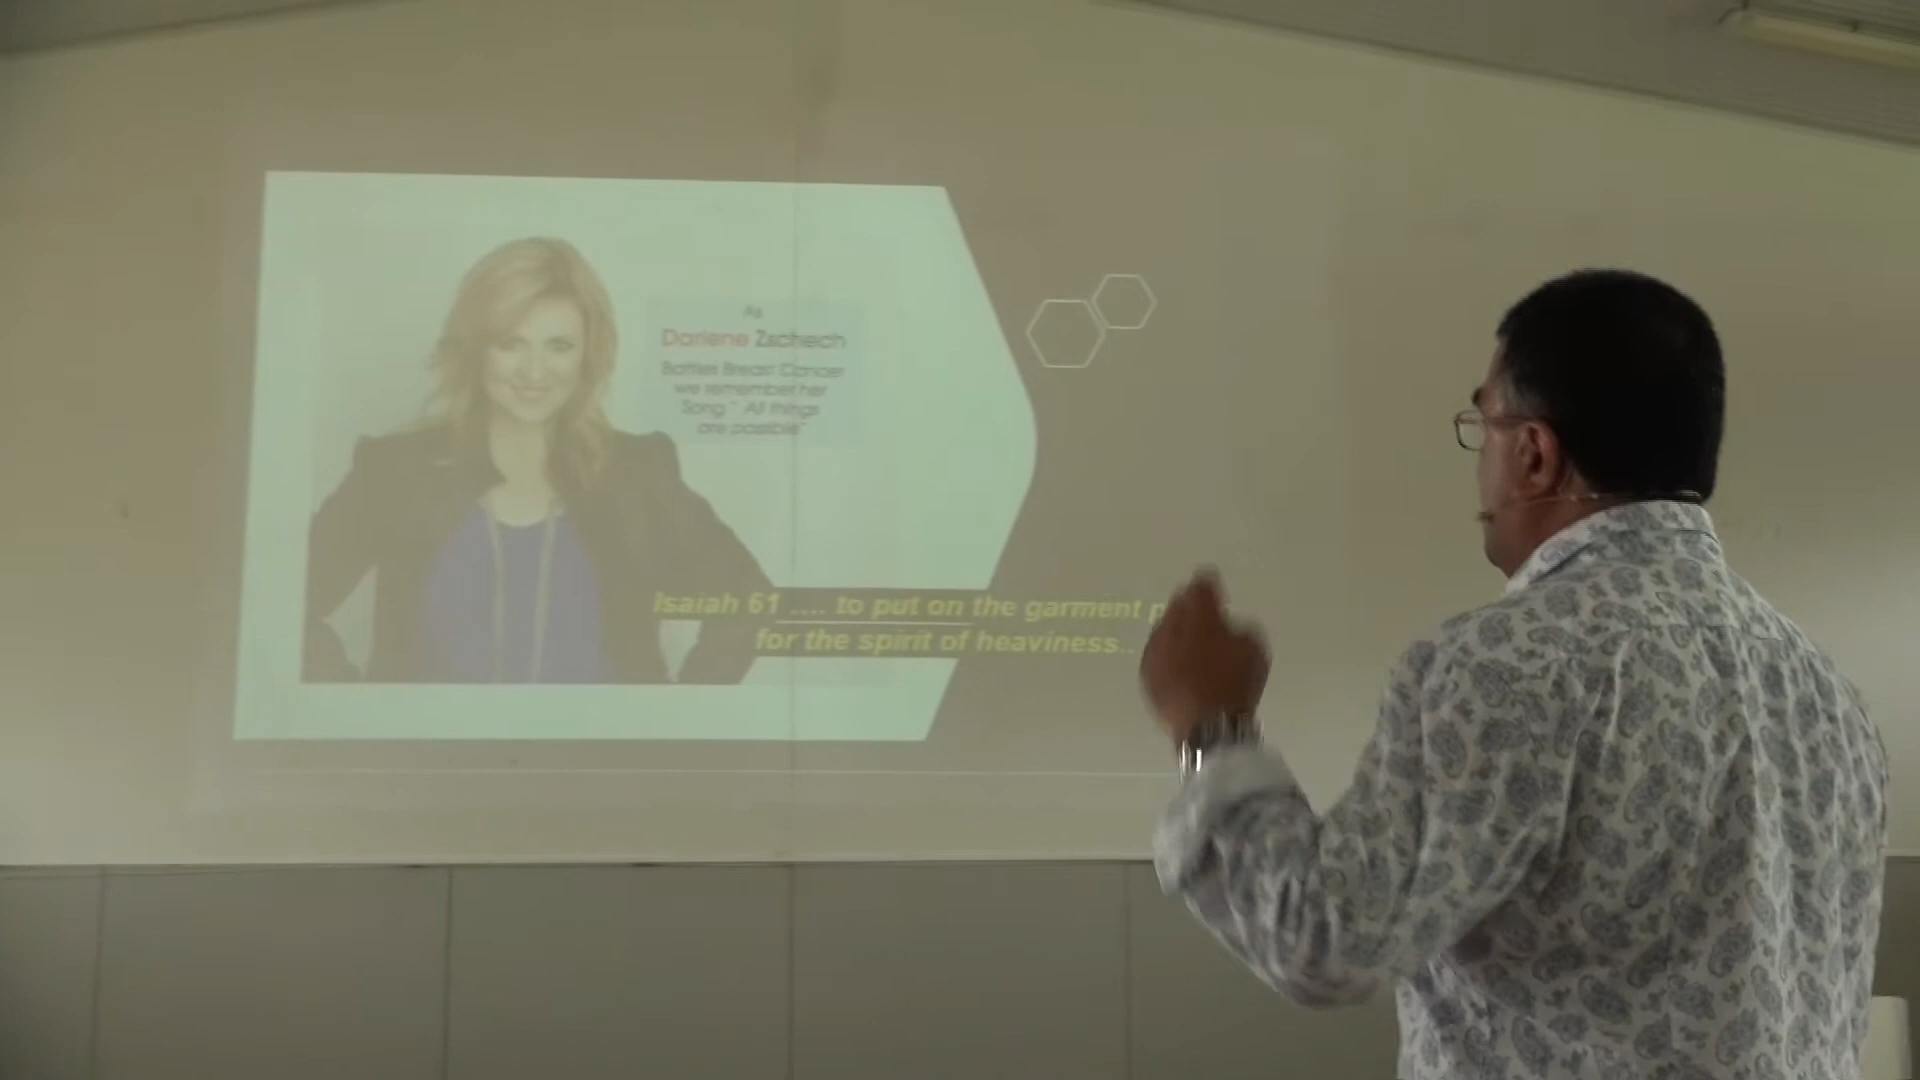 As
Darlene Zschech
Battles Breast Cancer
we remember her
Song " All things
are possible"
Isaiah 61 .... to put on the garment
for the spirit of heaviness..